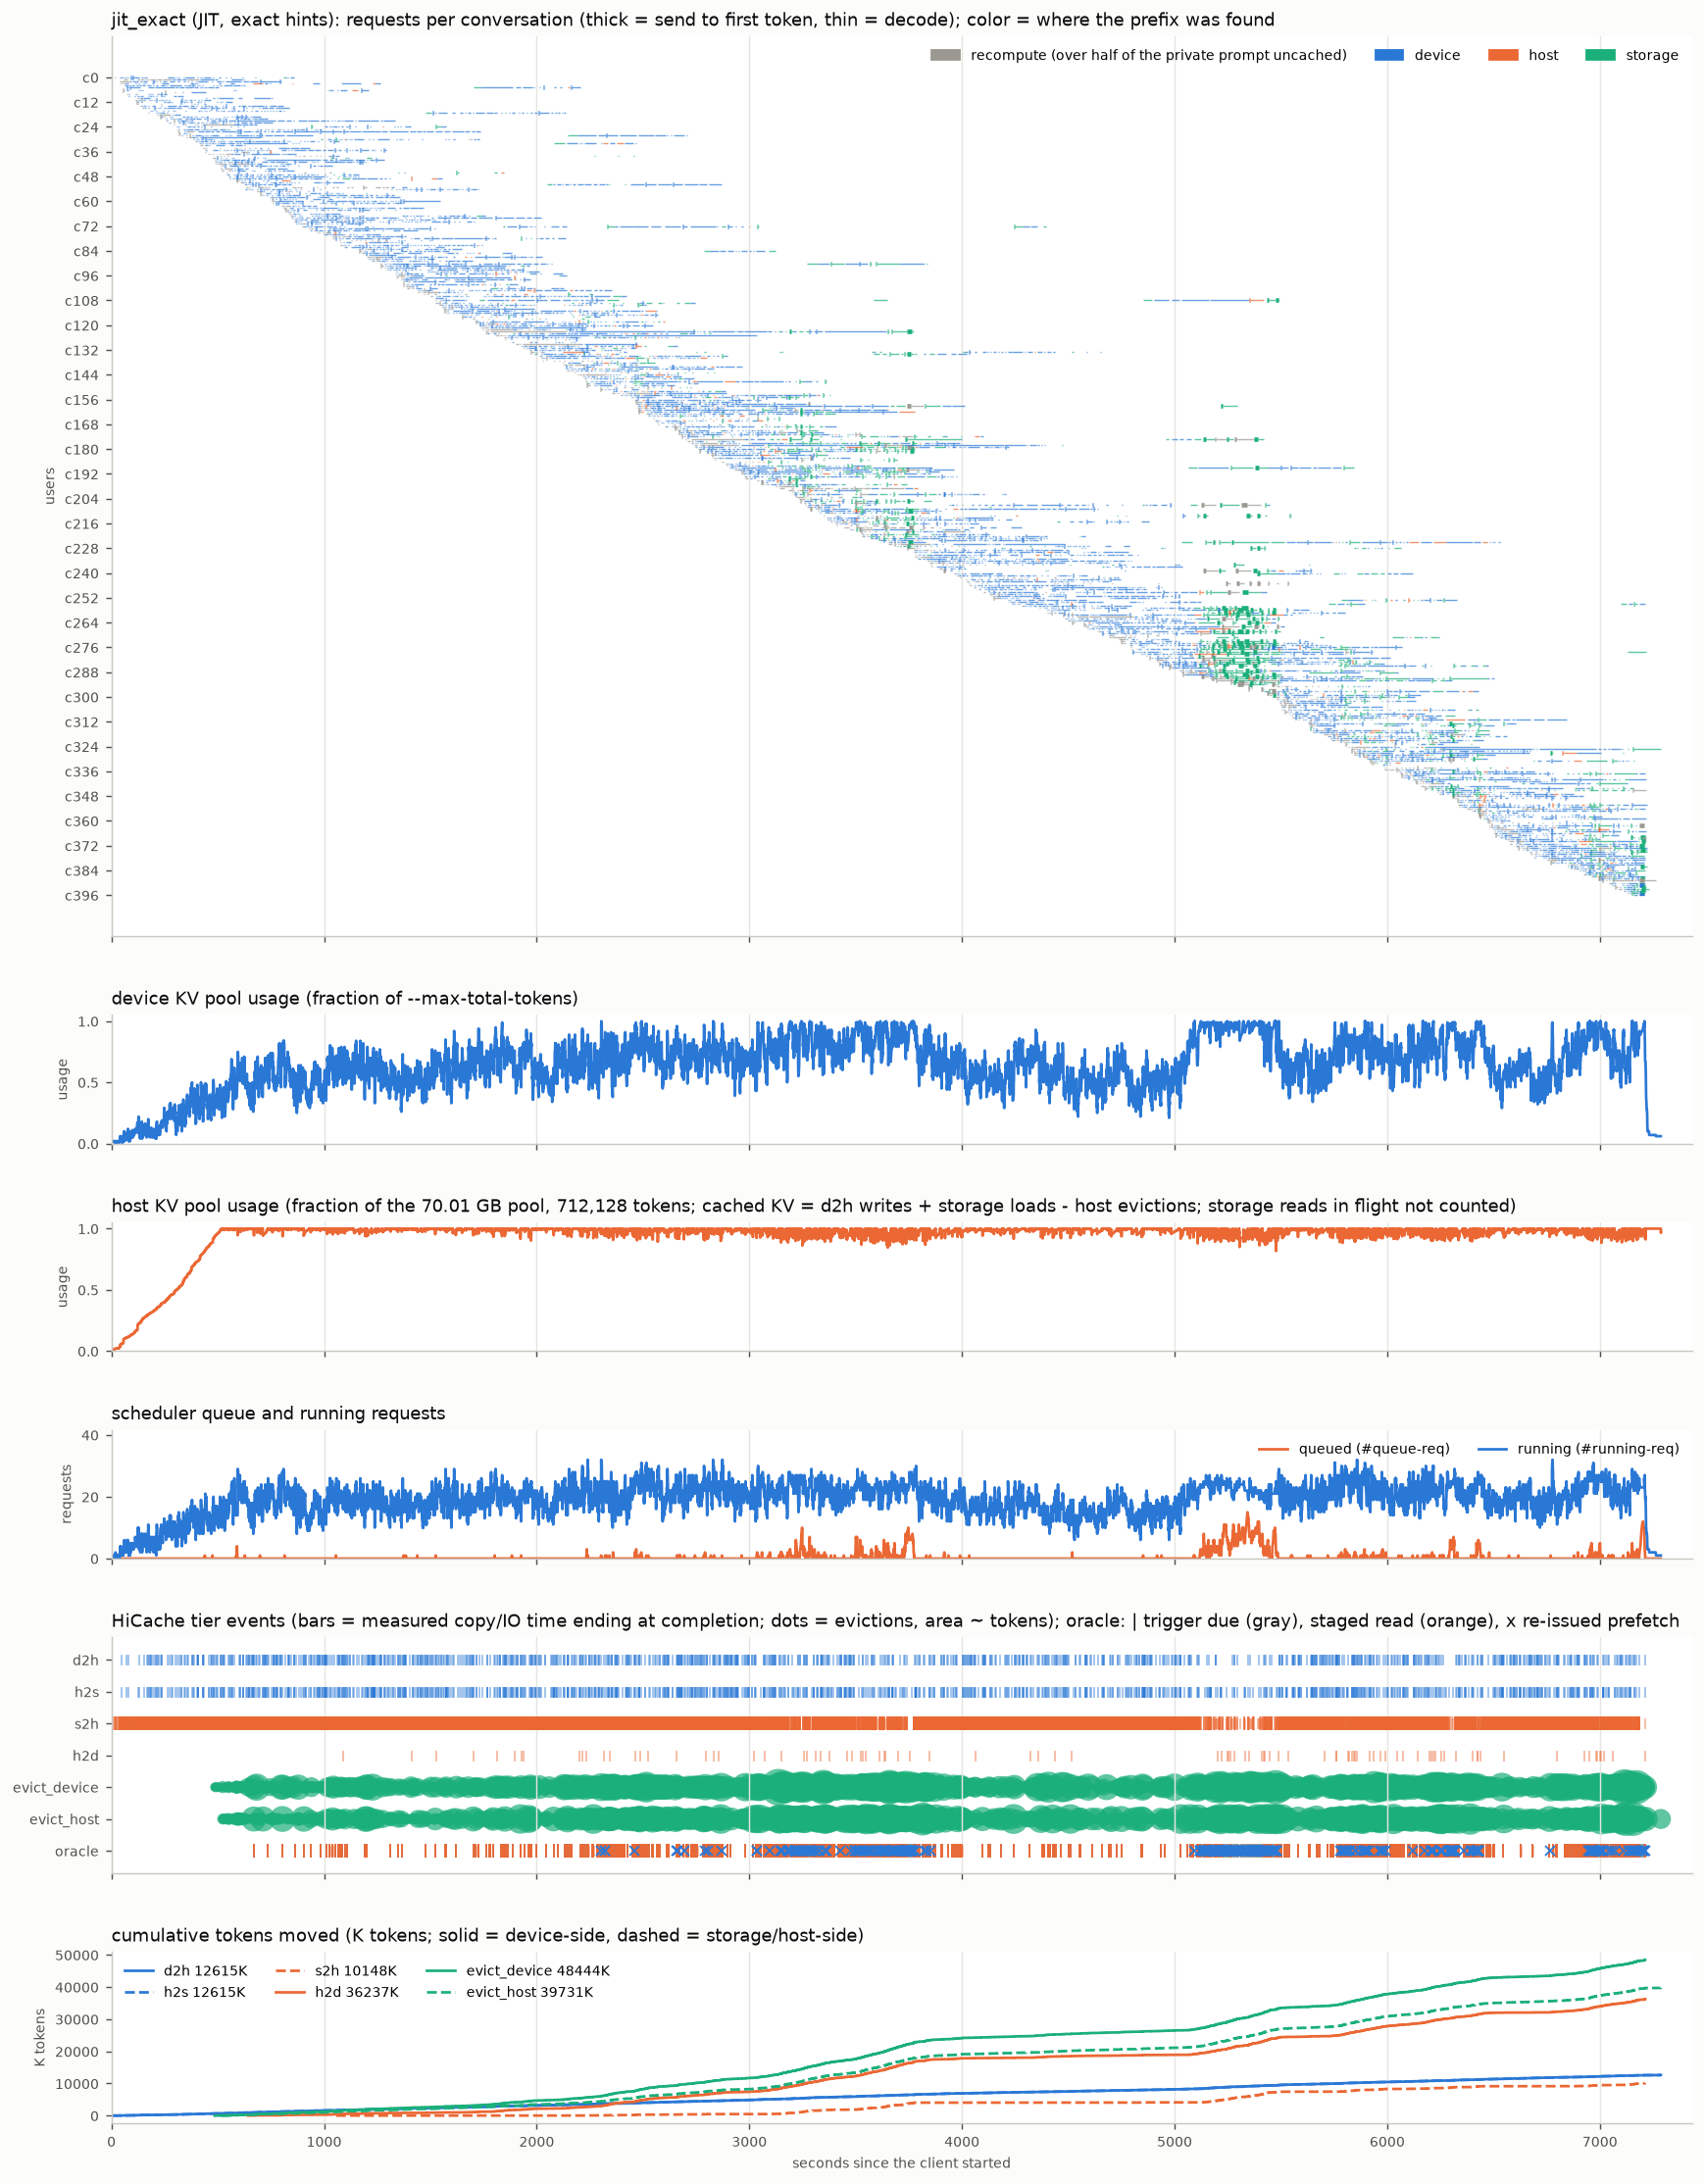 jit_exact (JIT, exact hints): requests per conversation (thick = send to first token, thin = decode); color = where the prefix was found
recompute (over half of the private prompt uncached)
device
host
storage
c0
c12
c24
c36
c48
c60
c72
c84
c96
c108
c120
c132
c144
c156
c168
c180
c192
c204
c216
c228
c240
c252
c264
c276
c288
c300
c312
c324
c336
c348
c360
c372
c384
c396
users
device KV pool usage (fraction of --max-total-tokens)
1.0
0.5
0.0
usage
host KV pool usage (fraction of the 70.01 GB pool, 712,128 tokens; cached KV = d2h writes + storage loads - host evictions; storage reads in flight not counted)
1.0
0.5
0.0
usage
scheduler queue and running requests
queued (#queue-req)
running (#running-req)
40
20
0
requests
HiCache tier events (bars = measured copy/IO time ending at completion; dots = evictions, area ~ tokens); oracle: | trigger due (gray), staged read (orange), x re-issued prefetch
d2h
h2s
s2h
h2d
evict_device
evict_host
oracle
cumulative tokens moved (K tokens; solid = device-side, dashed = storage/host-side)
d2h 12615K
s2h 10148K
evict_device 48444K
h2s 12615K
h2d 36237K
evict_host 39731K
50000
40000
30000
20000
10000
0
K tokens
0
1000
2000
3000
4000
5000
6000
7000
seconds since the client started